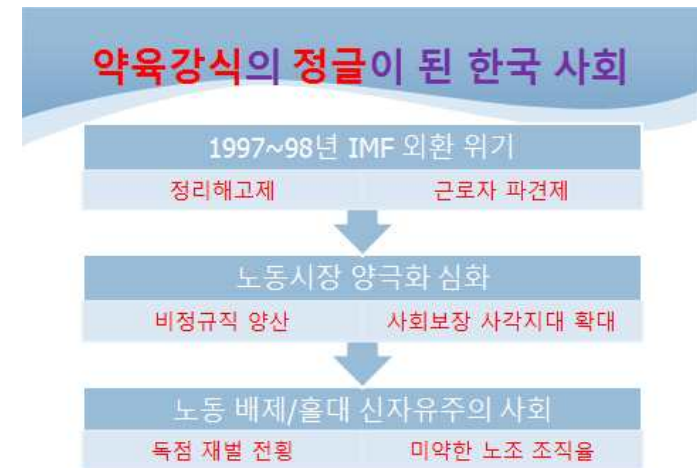 약육강식의 정글이 된 한국 사회
1997~98년 IMF 외환 위기
정리해고제 근로자 파견제
노동시장 양극화 심화
비정규직 양산 사회보장 사각지대 확대
노동 배제/홀대 신자유주의 사회
독점 재벌 전횡 미약한 노조 조직율